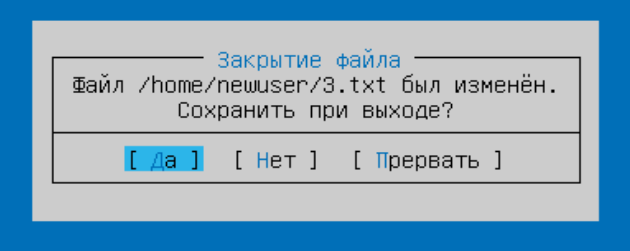 Закрытие файла
Файл /home/newuser/3.txt был изменён.
Сохранить при выходе?
[ Да ] [ Нет ] [ Прервать ]